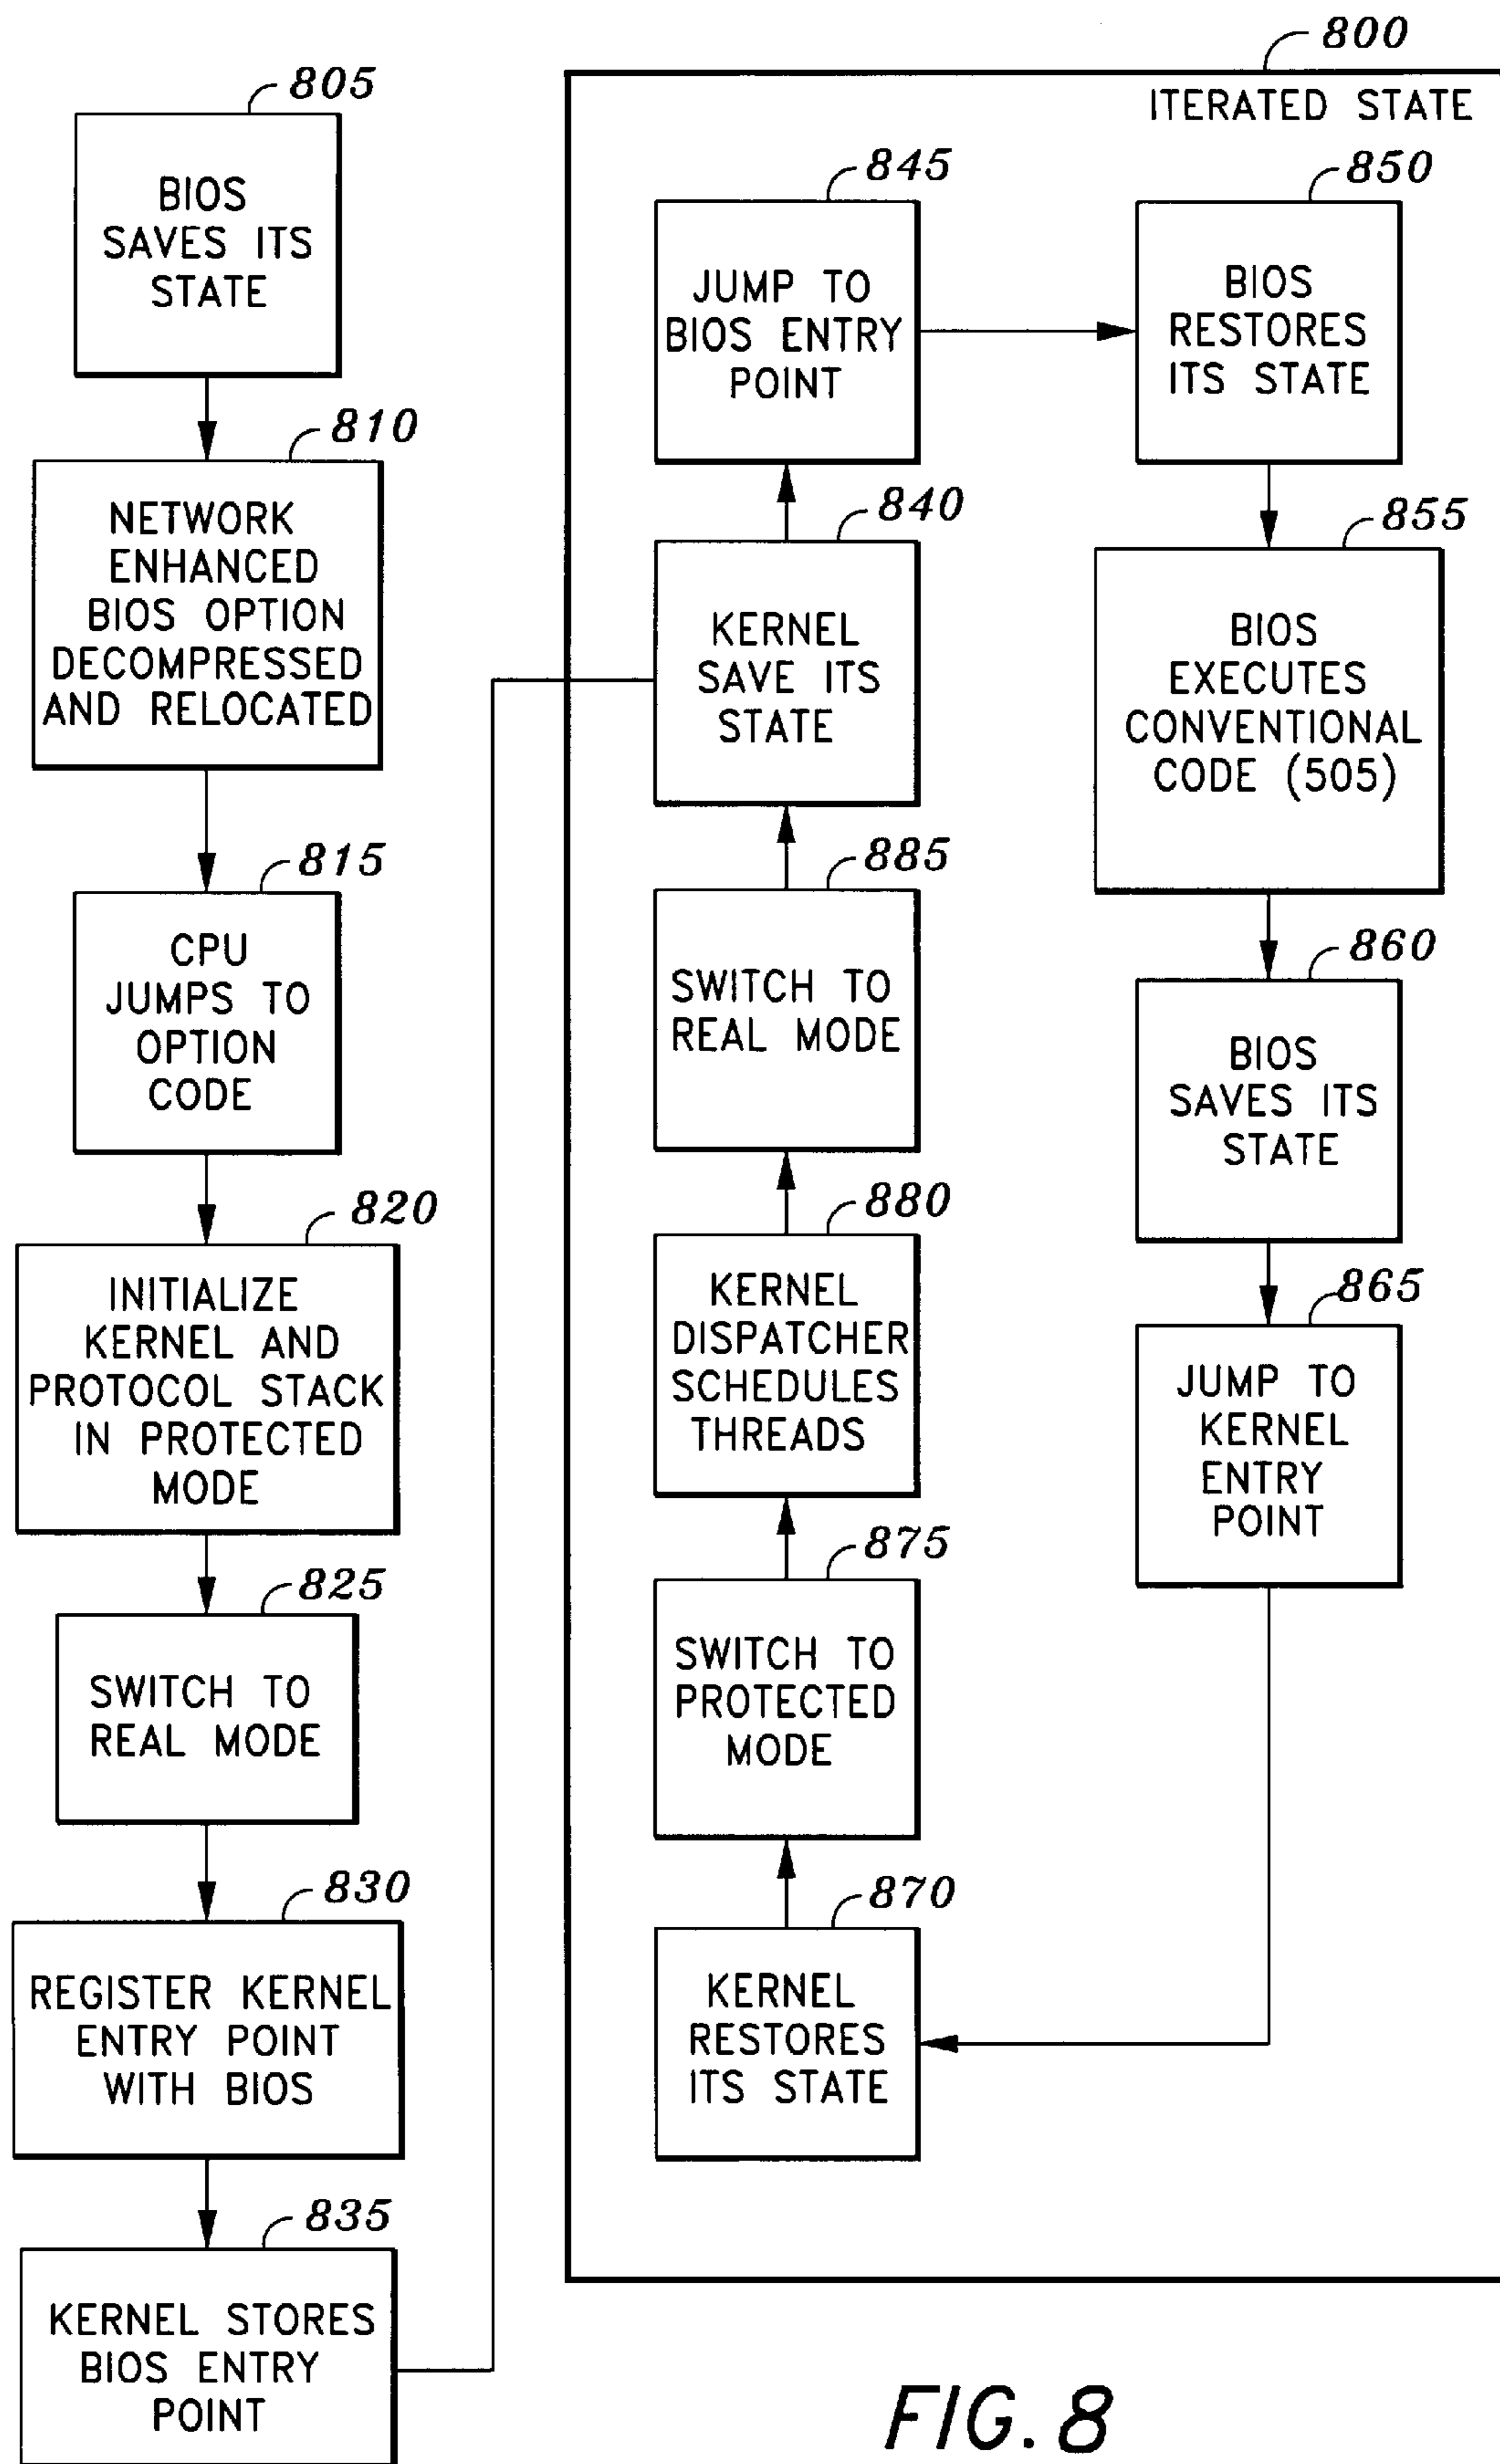 805
BIOS
SAVES ITS
STATE
810
NETWORK
ENHANCED
BIOS OPTION
DECOMPRESSED
AND RELOCATED
815
CPU
JUMPS TO
OPTION
CODE
820
INITIALIZE
KERNEL AND
PROTOCOL STACK
IN PROTECTED
MODE
825
SWITCH TO
REAL MODE
830
REGISTER KERNEL
ENTRY POINT
WITH BIOS
835
KERNEL STORES
BIOS ENTRY
POINT
800
ITERATED STATE
845
JUMP TO
BIOS ENTRY
POINT
840
KERNEL
SAVE ITS
STATE
885
SWITCH TO
REAL MODE
880
KERNEL
DISPATCHER
SCHEDULES
THREADS
875
SWITCH TO
PROTECTED
MODE
870
KERNEL
RESTORES
ITS STATE
850
BIOS
RESTORES
ITS STATE
855
BIOS
EXECUTES
CONVENTIONAL
CODE (505)
860
BIOS
SAVES ITS
STATE
865
JUMP TO
KERNEL
ENTRY
POINT
FIG. 8